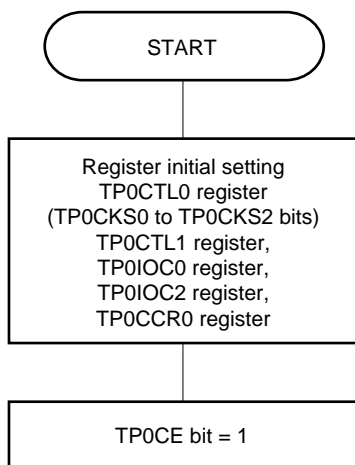 START
Register initial setting
TP0CTL0 register
(TP0CKS0 to TP0CKS2 bits)
TP0CTL1 register,
TP0IOC0 register,
TP0IOC2 register,
TP0CCR0 register
TP0CE bit = 1